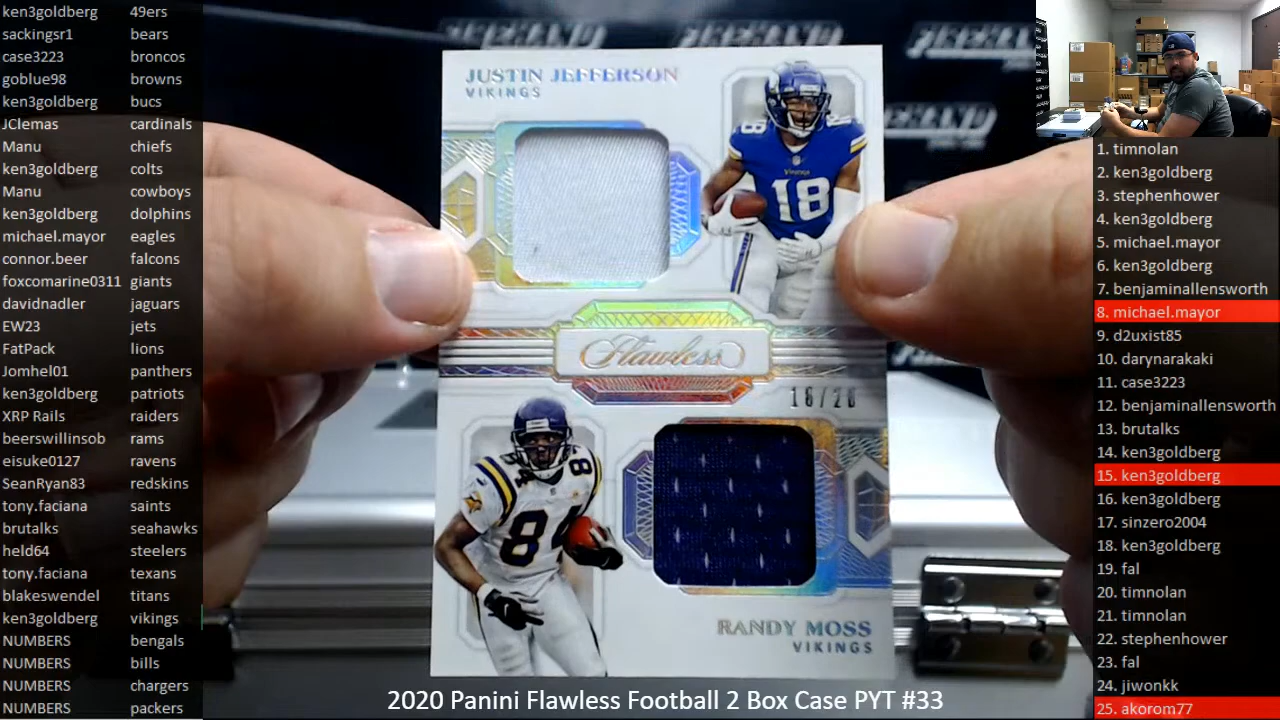 ken3goldberg 49ers
sackingsr1 bears
case3223 broncos
goblue98 browns
ken3goldberg bucs
JClemas cardinals
Manu chiefs
ken3goldberg colts
Manu cowboys
ken3goldberg dolphins
michael.mayor eagles
connor.beer falcons
foxcomarine0311 giants
davidnadler jaguars
EW23 jets
FatPack lions
Jomhel01 panthers
ken3goldberg patriots
XRP Rails raiders
beerswillinsob rams
eisuke0127 ravens
SeanRyan83 redskins
tony.faciana saints
brutalks seahawks
held64 steelers
tony.faciana texans
blakeswendel titans
ken3goldberg vikings
NUMBERS bengals
NUMBERS bills
NUMBERS chargers
NUMBERS packers
JUSTIN JEFFERSON
VIKINGS
18
18
Vikings
Flawless
84
84
RANDY MOSS
VIKINGS
2020 Panini Flawless Football 2 Box Case PYT #33
1. timnolan
2. ken3goldberg
3. stephenhower
4. ken3goldberg
5. michael.mayor
6. ken3goldberg
7. benjaminallensworth
8. michael.mayor
9. d2uxist85
10. darynarakaki
11. case3223
12. benjaminallensworth
13. brutalks
14. ken3goldberg
15. ken3goldberg
16. ken3goldberg
17. sinzero2004
18. ken3goldberg
19. fal
20. timnolan
21. timnolan
22. stephenhower
23. fal
24. jiwonkk
25. akorom77